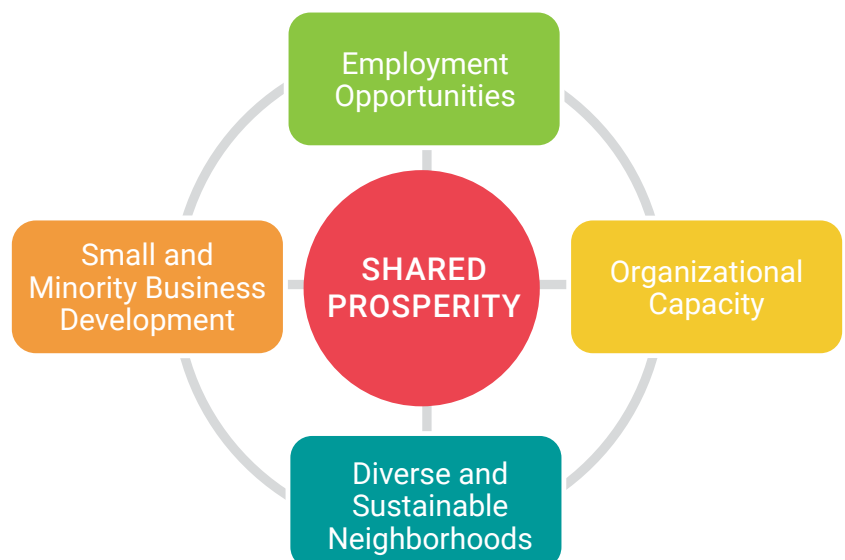 Employment
Opportunities
Small and
Minority Business
Development
SHARED
PROSPERITY
Organizational
Capacity
Diverse and
Sustainable
Neighborhoods